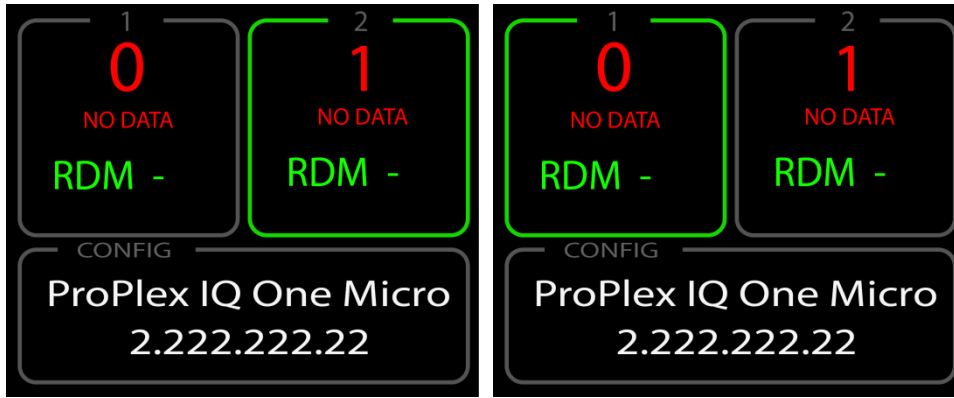 1 2
0 1
NO DATA NO DATA
RDM - RDM -
CONFIG
ProPlex IQ One Micro
2.222.222.22
1 2
0 1
NO DATA NO DATA
RDM - RDM -
CONFIG
ProPlex IQ One Micro
2.222.222.22